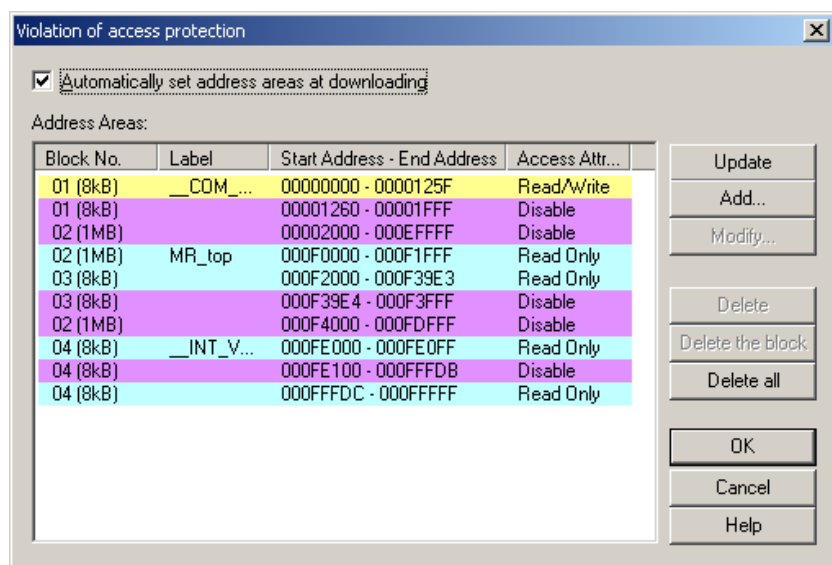 Violation of access protection
Automatically set address areas at downloading
Address Areas:
Block No. Label Start Address - End Address Access Attr...
01 (8kB) __COM_... 00000000 - 0000125F Read/Write
01 (8kB) 00001260 - 00001FFF Disable
02 (1MB) 00002000 - 000EFFFF Disable
02 (1MB) MR_top 000F0000 - 000F1FFF Read Only
03 (8kB) 000F2000 - 000F39E3 Read Only
03 (8kB) 000F39E4 - 000F3FFF Disable
02 (1MB) 000F4000 - 000FDFFF Disable
04 (8kB) __INT_V... 000FE000 - 000FE0FF Read Only
04 (8kB) 000FE100 - 000FFFDB Disable
04 (8kB) 000FFFDC - 000FFFFF Read Only
Update
Add...
Modify...
Delete
Delete the block
Delete all
OK
Cancel
Help